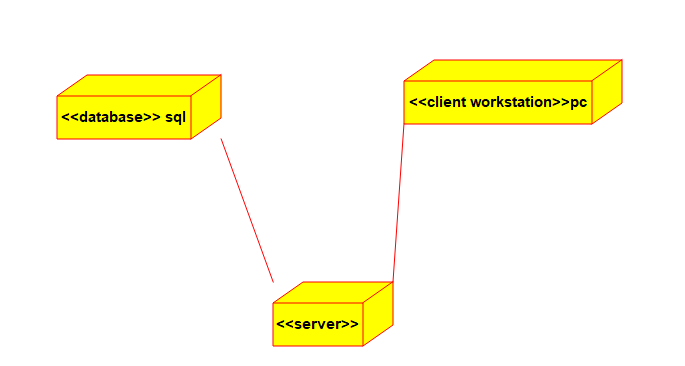 <<client workstation>>pc
<<database>> sql
<<server>>